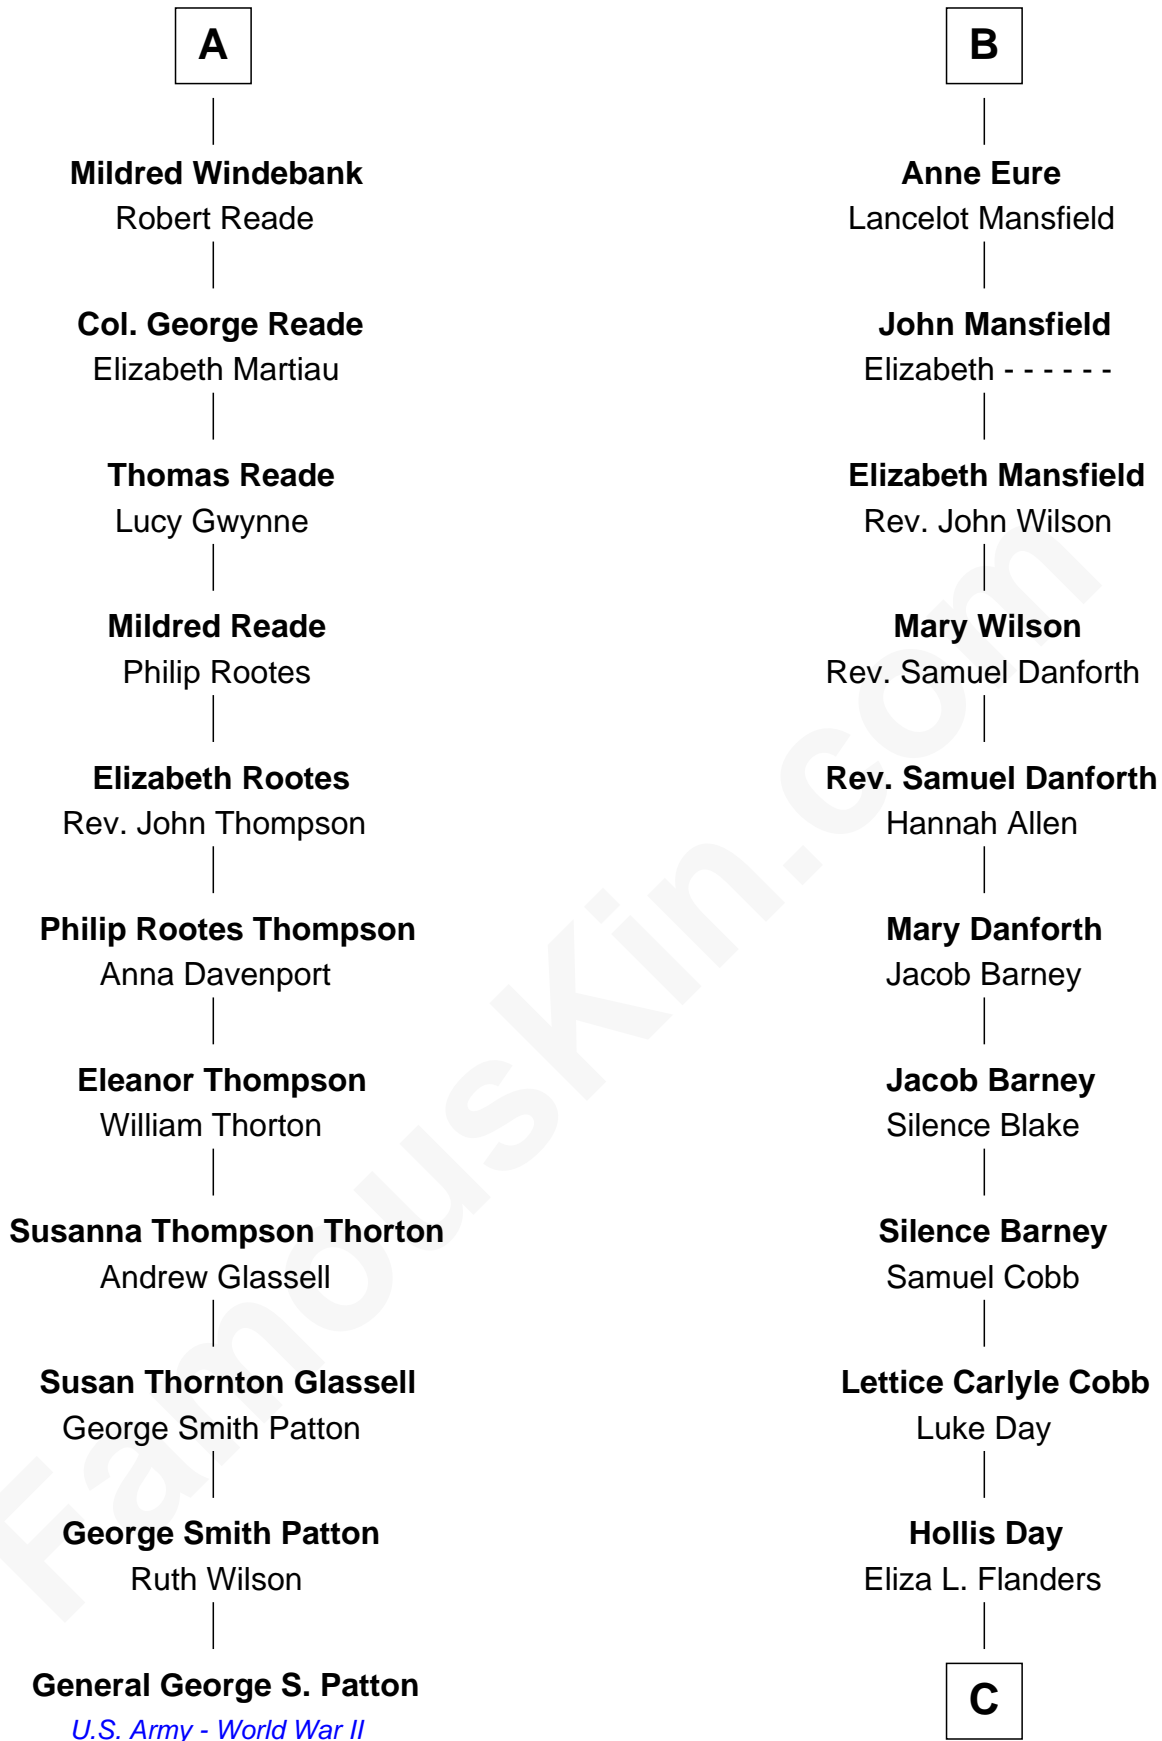 A
Mildred Windebank
Robert Reade
Col. George Reade
Elizabeth Martiau
Thomas Reade
Lucy Gwynne
Mildred Reade
Philip Rootes
Elizabeth Rootes
Rev. John Thompson
Philip Rootes Thompson
Anna Davenport
Eleanor Thompson
William Thorton
Susanna Thompson Thorton
Andrew Glassell
Susan Thornton Glassell
George Smith Patton
George Smith Patton
Ruth Wilson
General George S. Patton
U.S. Army - World War II
B
Anne Eure
Lancelot Mansfield
John Mansfield
Elizabeth - - - - - -
Elizabeth Mansfield
Rev. John Wilson
Mary Wilson
Rev. Samuel Danforth
Rev. Samuel Danforth
Hannah Allen
Mary Danforth
Jacob Barney
Jacob Barney
Silence Blake
Silence Barney
Samuel Cobb
Lettice Carlyle Cobb
Luke Day
Hollis Day
Eliza L. Flanders
C
FamousKin.com